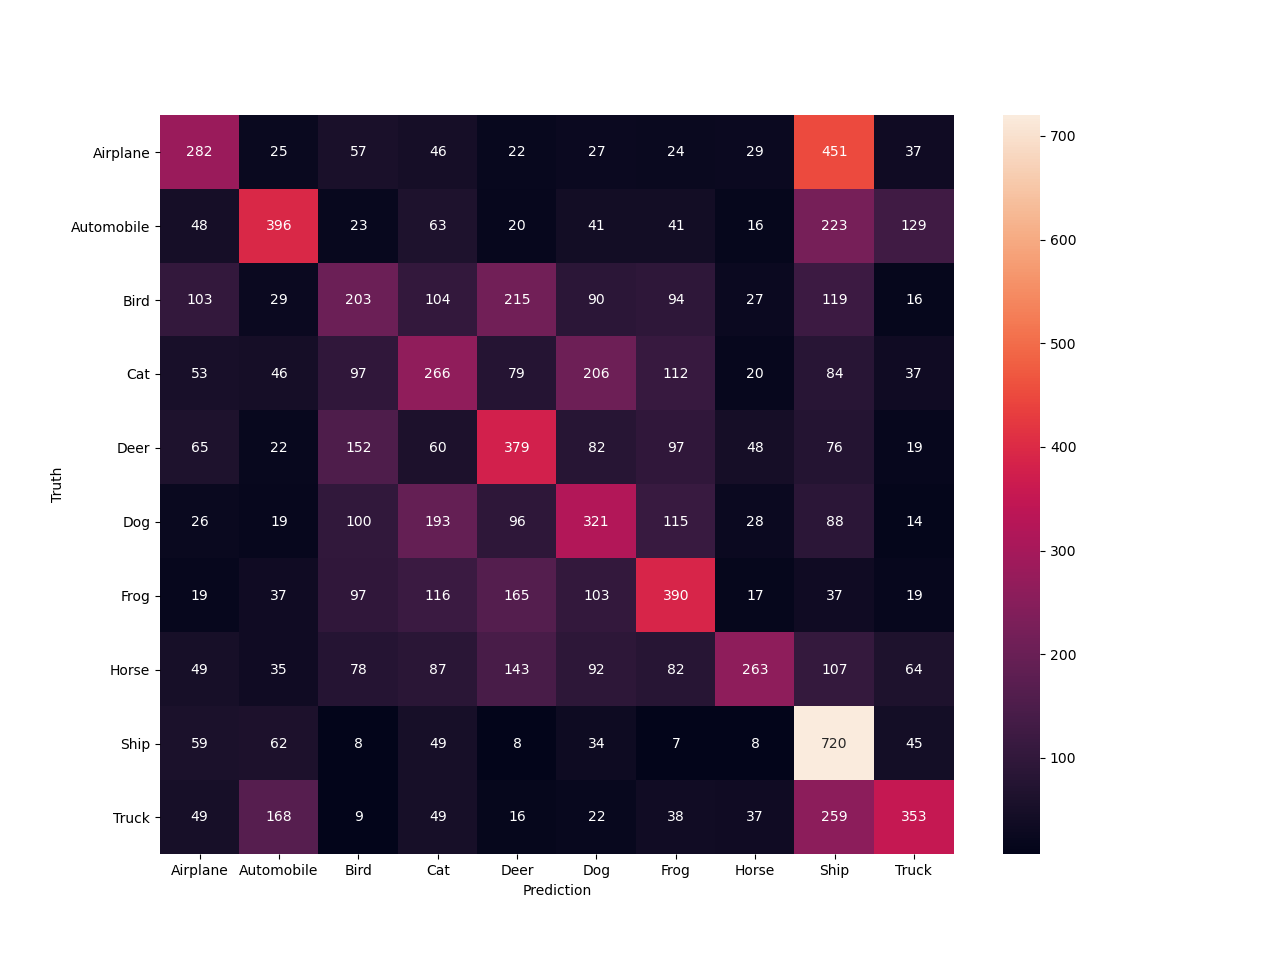 Airplane 282 25 57 46 22 27 24 29 451 37
Automobile 48 396 23 63 20 41 41 16 223 129
Bird 103 29 203 104 215 90 94 27 119 16
Cat 53 46 97 266 79 206 112 20 84 37
Deer 65 22 152 60 379 82 97 48 76 19
Dog 26 19 100 193 96 321 115 28 88 14
Frog 19 37 97 116 165 103 390 17 37 19
Horse 49 35 78 87 143 92 82 263 107 64
Ship 59 62 8 49 8 34 7 8 720 45
Truck 49 168 9 49 16 22 38 37 259 353
Airplane Automobile Bird Cat Deer Dog Frog Horse Ship Truck
Prediction
Truth
700
600
500
400
300
200
100